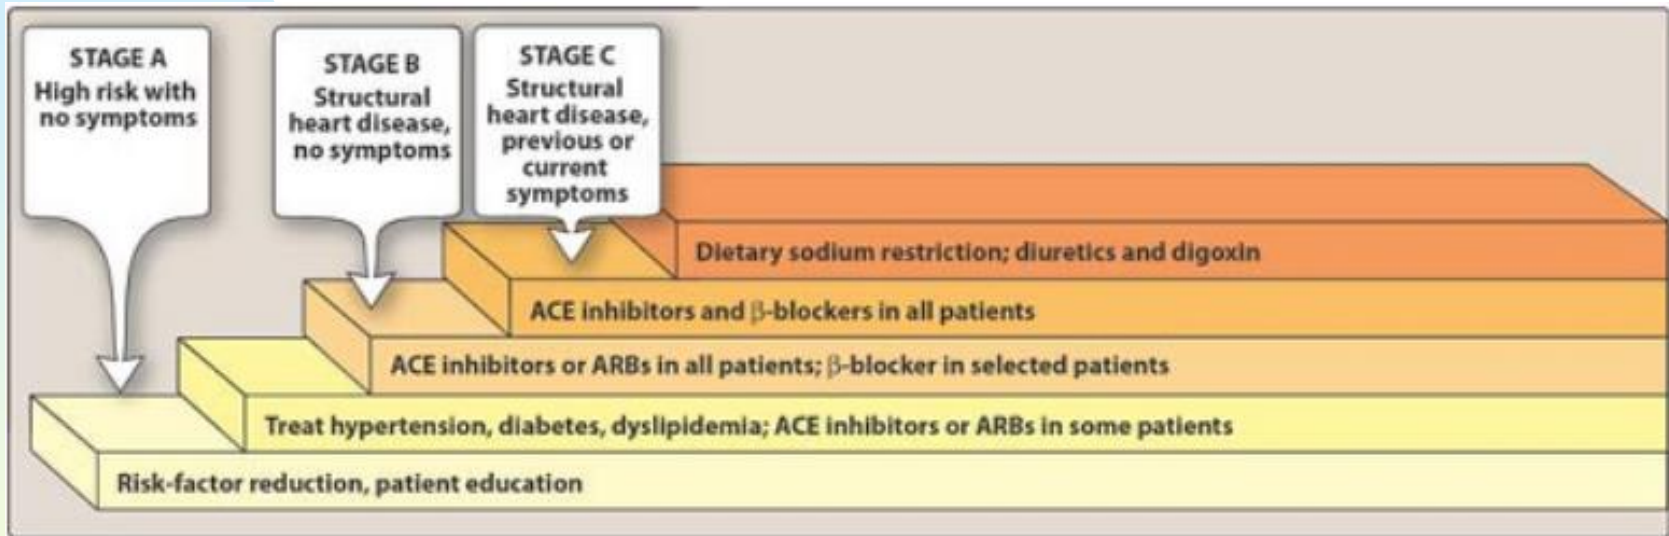 STAGE A
High risk with
no symptoms
STAGE B
Structural
heart disease,
no symptoms
STAGE C
Structural
heart disease,
previous or
current
symptoms
Dietary sodium restriction; diuretics and digoxin
ACE inhibitors and β-blockers in all patients
ACE inhibitors or ARBs in all patients; β-blocker in selected patients
Treat hypertension, diabetes, dyslipidemia; ACE inhibitors or ARBs in some patients
Risk-factor reduction, patient education